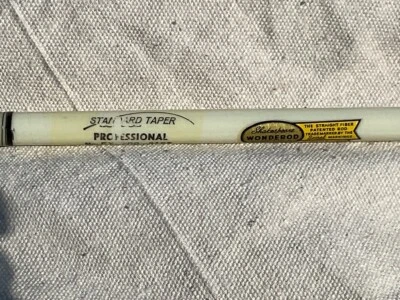 STANDARD TAPER
PROFESSIONAL
Shakespeare
WONDEROD
THE STRAIGHT FIBER
PATENTED ROD